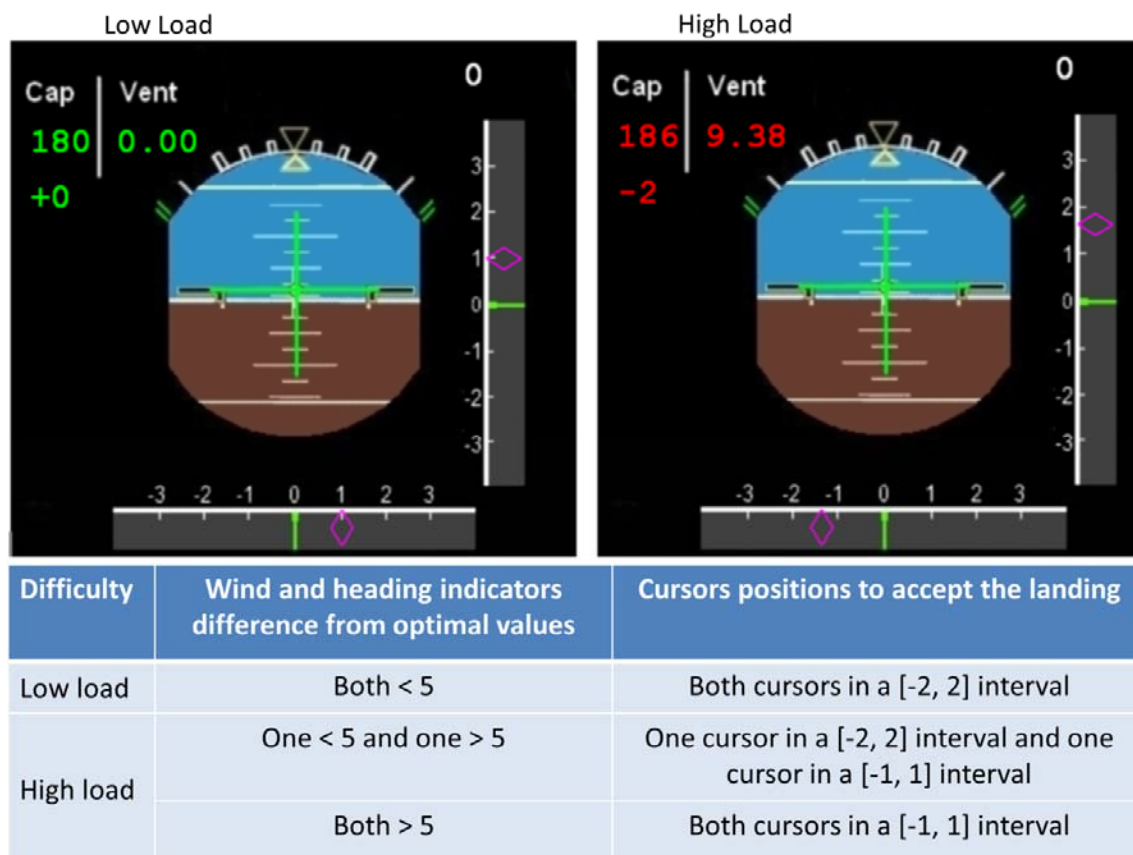 Low Load
High Load
0
Cap Vent
180 0.00
+0
3
2
1
0
-1
-2
-3
-3 -2 -1 0 1 2 3
0
Cap Vent
186 9.38
-2
3
2
1
0
-1
-2
-3
-3 -2 -1 0 1 2 3
Difficulty
Wind and heading indicators
difference from optimal values
Cursors positions to accept the landing
Low load
Both < 5
Both cursors in a [-2, 2] interval
High load
One < 5 and one > 5
One cursor in a [-2, 2] interval and one
cursor in a [-1, 1] interval
Both > 5
Both cursors in a [-1, 1] interval